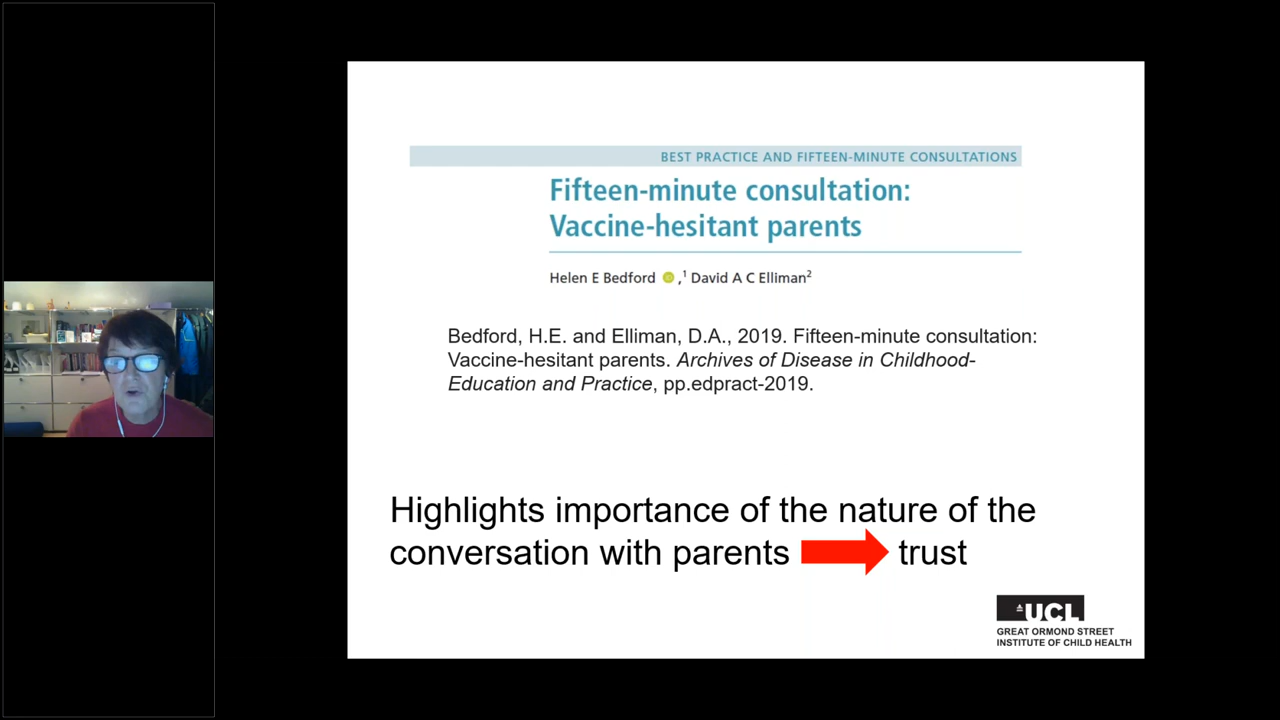 BEST PRACTICE AND FIFTEEN-MINUTE CONSULTATIONS
Fifteen-minute consultation:
Vaccine-hesitant parents
Helen E Bedford ,1 David A C Elliman2
Bedford, H.E. and Elliman, D.A., 2019. Fifteen-minute consultation:
Vaccine-hesitant parents. Archives of Disease in Childhood-
Education and Practice, pp.edpract-2019.
Highlights importance of the nature of the
conversation with parents trust
UCL
GREAT ORMOND STREET
INSTITUTE OF CHILD HEALTH